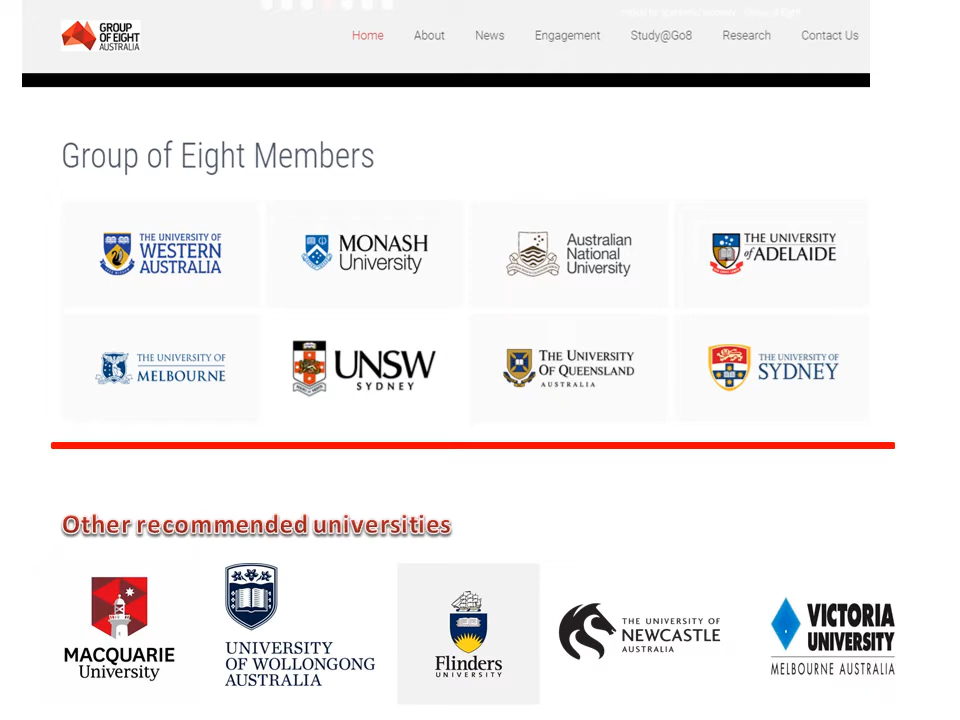 GROUP
OF EIGHT
AUSTRALIA
Home About News Engagement Study@Go8 Research Contact Us
Group of Eight Members
THE UNIVERSITY OF
WESTERN
AUSTRALIA
MONASH
University
Australian
National
University
THE UNIVERSITY
of ADELAIDE
THE UNIVERSITY OF
MELBOURNE
UNSW
SYDNEY
THE UNIVERSITY
OF QUEENSLAND
AUSTRALIA
THE UNIVERSITY OF
SYDNEY
Other recommended universities
MACQUARIE
University
UNIVERSITY
OF WOLLONGONG
AUSTRALIA
Flinders
UNIVERSITY
THE UNIVERSITY OF
NEWCASTLE
AUSTRALIA
VICTORIA
UNIVERSITY
MELBOURNE AUSTRALIA